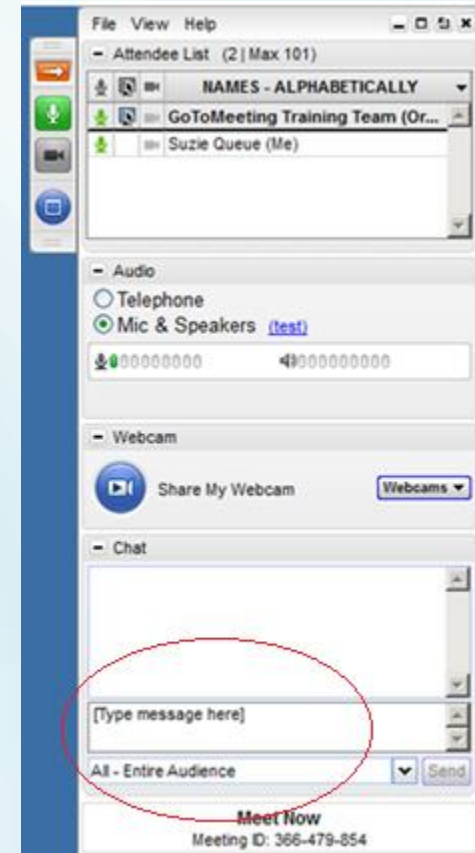 File View Help
- Attendee List (2 | Max 101)
NAMES - ALPHABETICALLY
GoToMeeting Training Team (Or...
Suzie Queue (Me)
- Audio
Telephone
Mic & Speakers (test)
- Webcam
Share My Webcam
Webcams
- Chat
[Type message here]
All - Entire Audience
Send
Meet Now
Meeting ID: 366-479-854